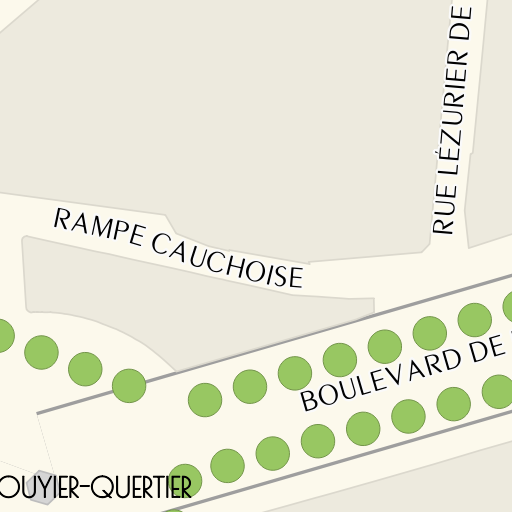 RUE LÉZURIER DE
RAMPE CAUCHOISE
BOULEVARD DE
OUYIER-QUERTIER